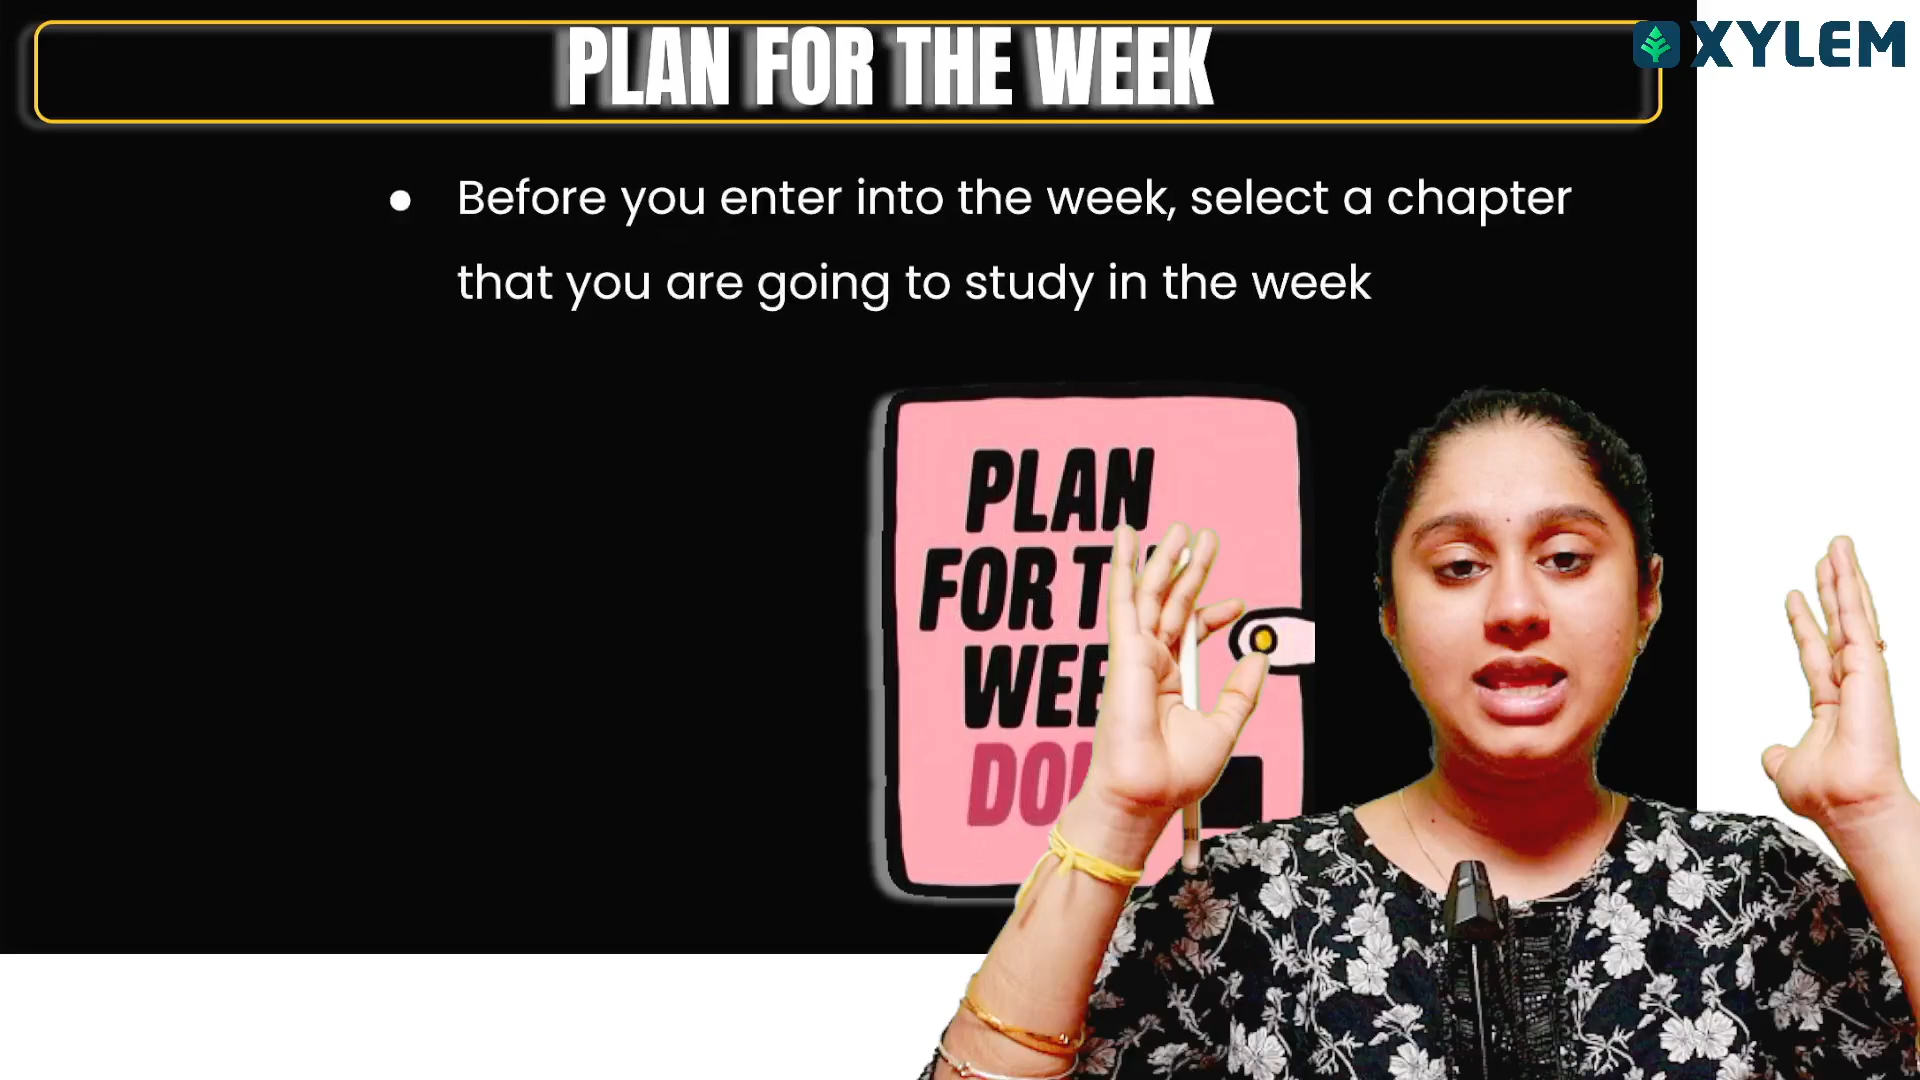 PLAN FOR THE WEEK
XYLEM
● Before you enter into the week, select a chapter
that you are going to study in the week
PLAN
FOR